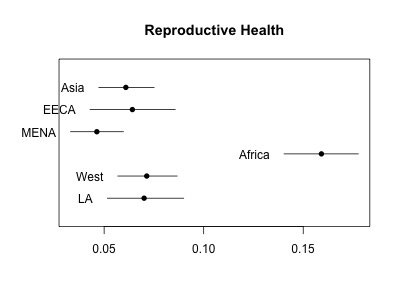 Reproductive Health
Asia
EECA
MENA
Africa
West
LA
0.05 0.10 0.15